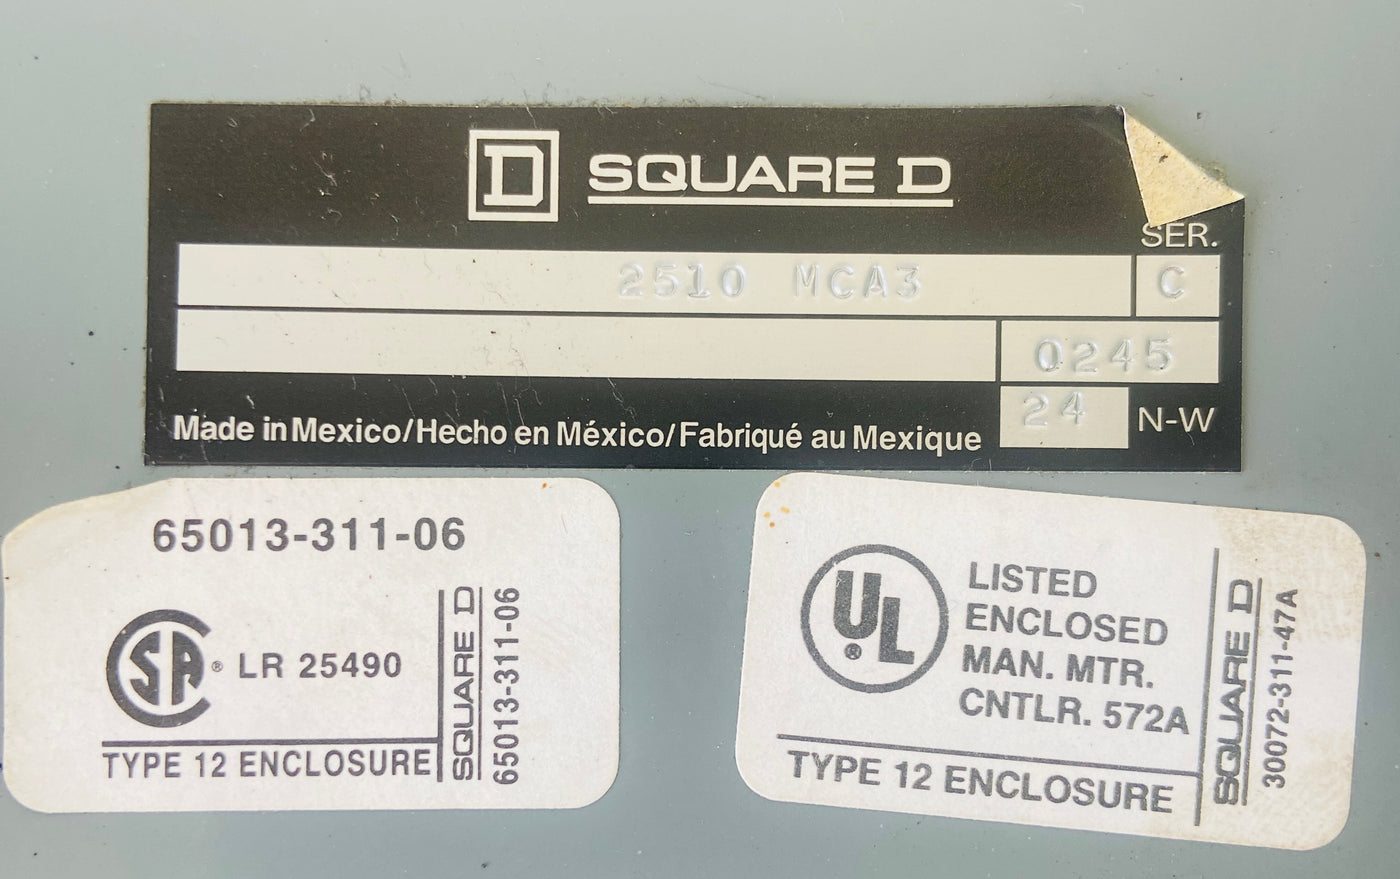 D SQUARE D
SER.
2510 MCA3 C
0245
24 N-W
Made in Mexico/Hecho en México/Fabriqué au Mexique
65013-311-06
SA ® LR 25490
TYPE 12 ENCLOSURE
SQUARE D
65013-311-06
UL ®
LISTED
ENCLOSED
MAN. MTR.
CNTLR. 572A
TYPE 12 ENCLOSURE
SQUARE D
30072-311-47A